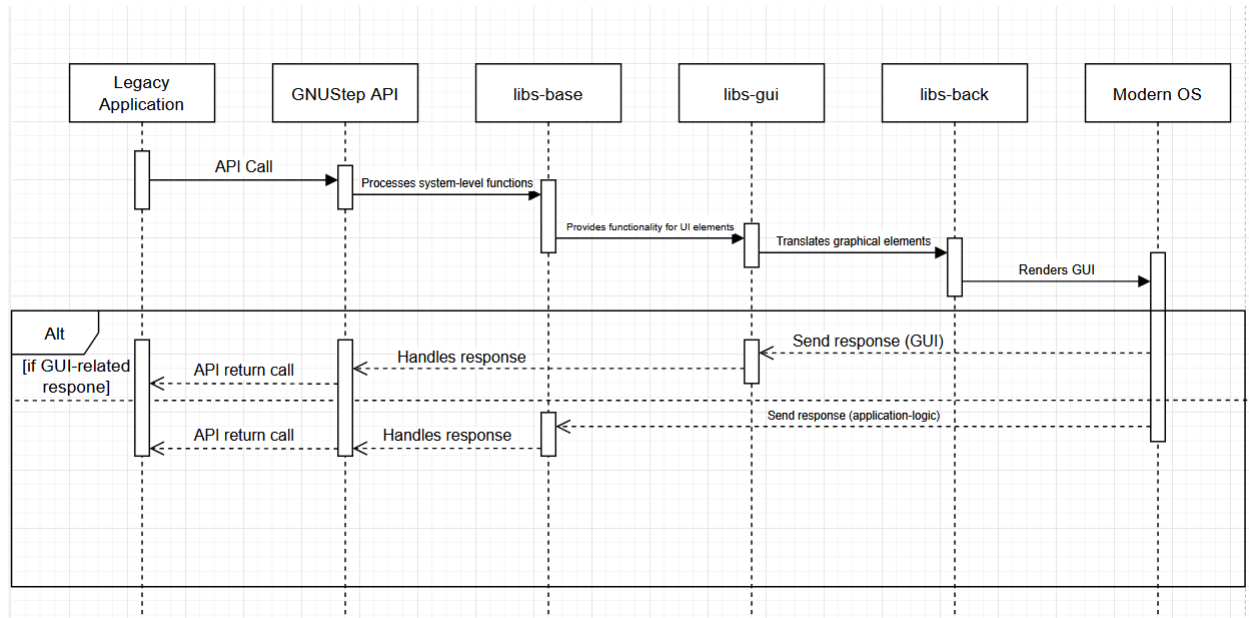 Legacy
Application
GNUStep API
libs-base
libs-gui
libs-back
Modern OS
API Call
Processes system-level functions
Provides functionality for UI elements
Translates graphical elements
Renders GUI
Alt
[if GUI-related
respone]
Send response (GUI)
Handles response
API return call
Send response (application-logic)
Handles response
API return call